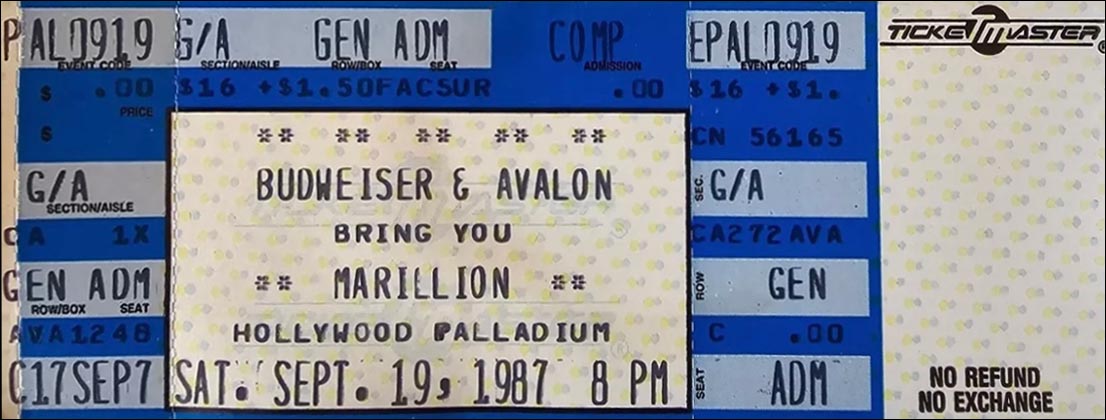 PAL0919 G/A GEN ADM COMP EPAL0919 TICKETMASTER
EVENT CODE SECTION/AISLE ROW/BOX SEAT ADMISSION EVENT CODE
$ .00 $16 +$1.50FACSUR .00 $16 +$1.
PRICE
$ CN 56165
** ** ** ** **
G/A BUDWEISER & AVALON SEC. G/A
SECTION/AISLE
CA 1X BRING YOU CA272AVA
GEN ADM ** MARILLION ** ROW GEN
ROW/BOX SEAT
AVA1248 HOLLYWOOD PALLADIUM C .00
C17SEP7 SAT. SEPT. 19, 1987 8 PM SEAT ADM
NO REFUND
NO EXCHANGE